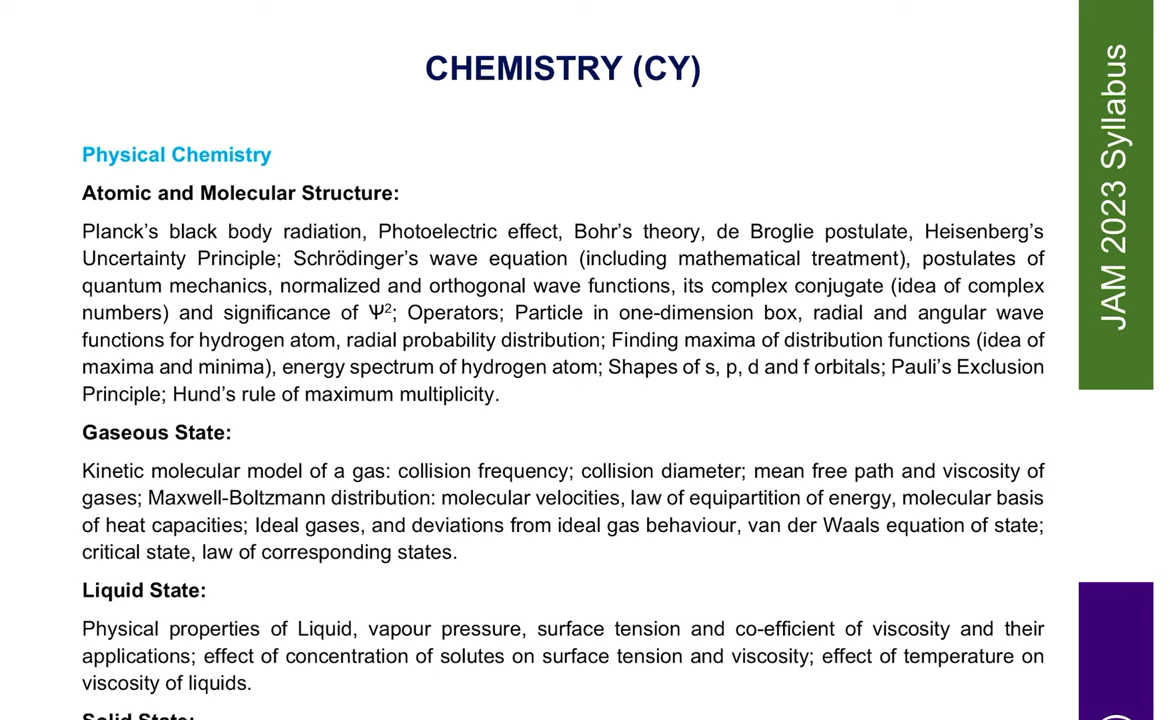 CHEMISTRY (CY)
Physical Chemistry
Atomic and Molecular Structure:
Planck’s black body radiation, Photoelectric effect, Bohr’s theory, de Broglie postulate, Heisenberg’s
Uncertainty Principle; Schrödinger’s wave equation (including mathematical treatment), postulates of
quantum mechanics, normalized and orthogonal wave functions, its complex conjugate (idea of complex
numbers) and significance of Ψ²; Operators; Particle in one-dimension box, radial and angular wave
functions for hydrogen atom, radial probability distribution; Finding maxima of distribution functions (idea of
maxima and minima), energy spectrum of hydrogen atom; Shapes of s, p, d and f orbitals; Pauli’s Exclusion
Principle; Hund’s rule of maximum multiplicity.
Gaseous State:
Kinetic molecular model of a gas: collision frequency; collision diameter; mean free path and viscosity of
gases; Maxwell-Boltzmann distribution: molecular velocities, law of equipartition of energy, molecular basis
of heat capacities; Ideal gases, and deviations from ideal gas behaviour, van der Waals equation of state;
critical state, law of corresponding states.
Liquid State:
Physical properties of Liquid, vapour pressure, surface tension and co-efficient of viscosity and their
applications; effect of concentration of solutes on surface tension and viscosity; effect of temperature on
viscosity of liquids.
Solid State:
JAM 2023 Syllabus